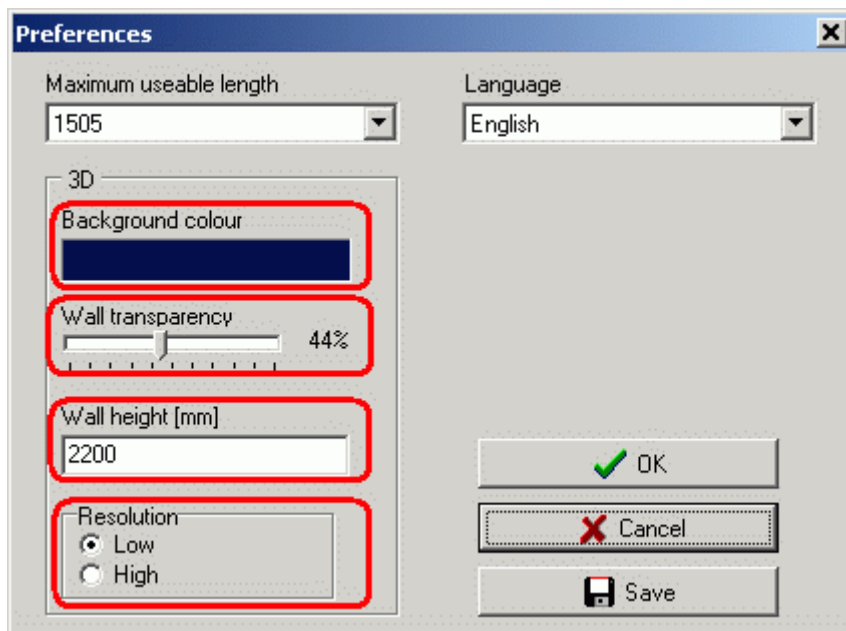 Preferences
Maximum useable length
1505
Language
English
3D
Background colour
Wall transparency
44%
Wall height [mm]
2200
Resolution
Low
High
OK
Cancel
Save